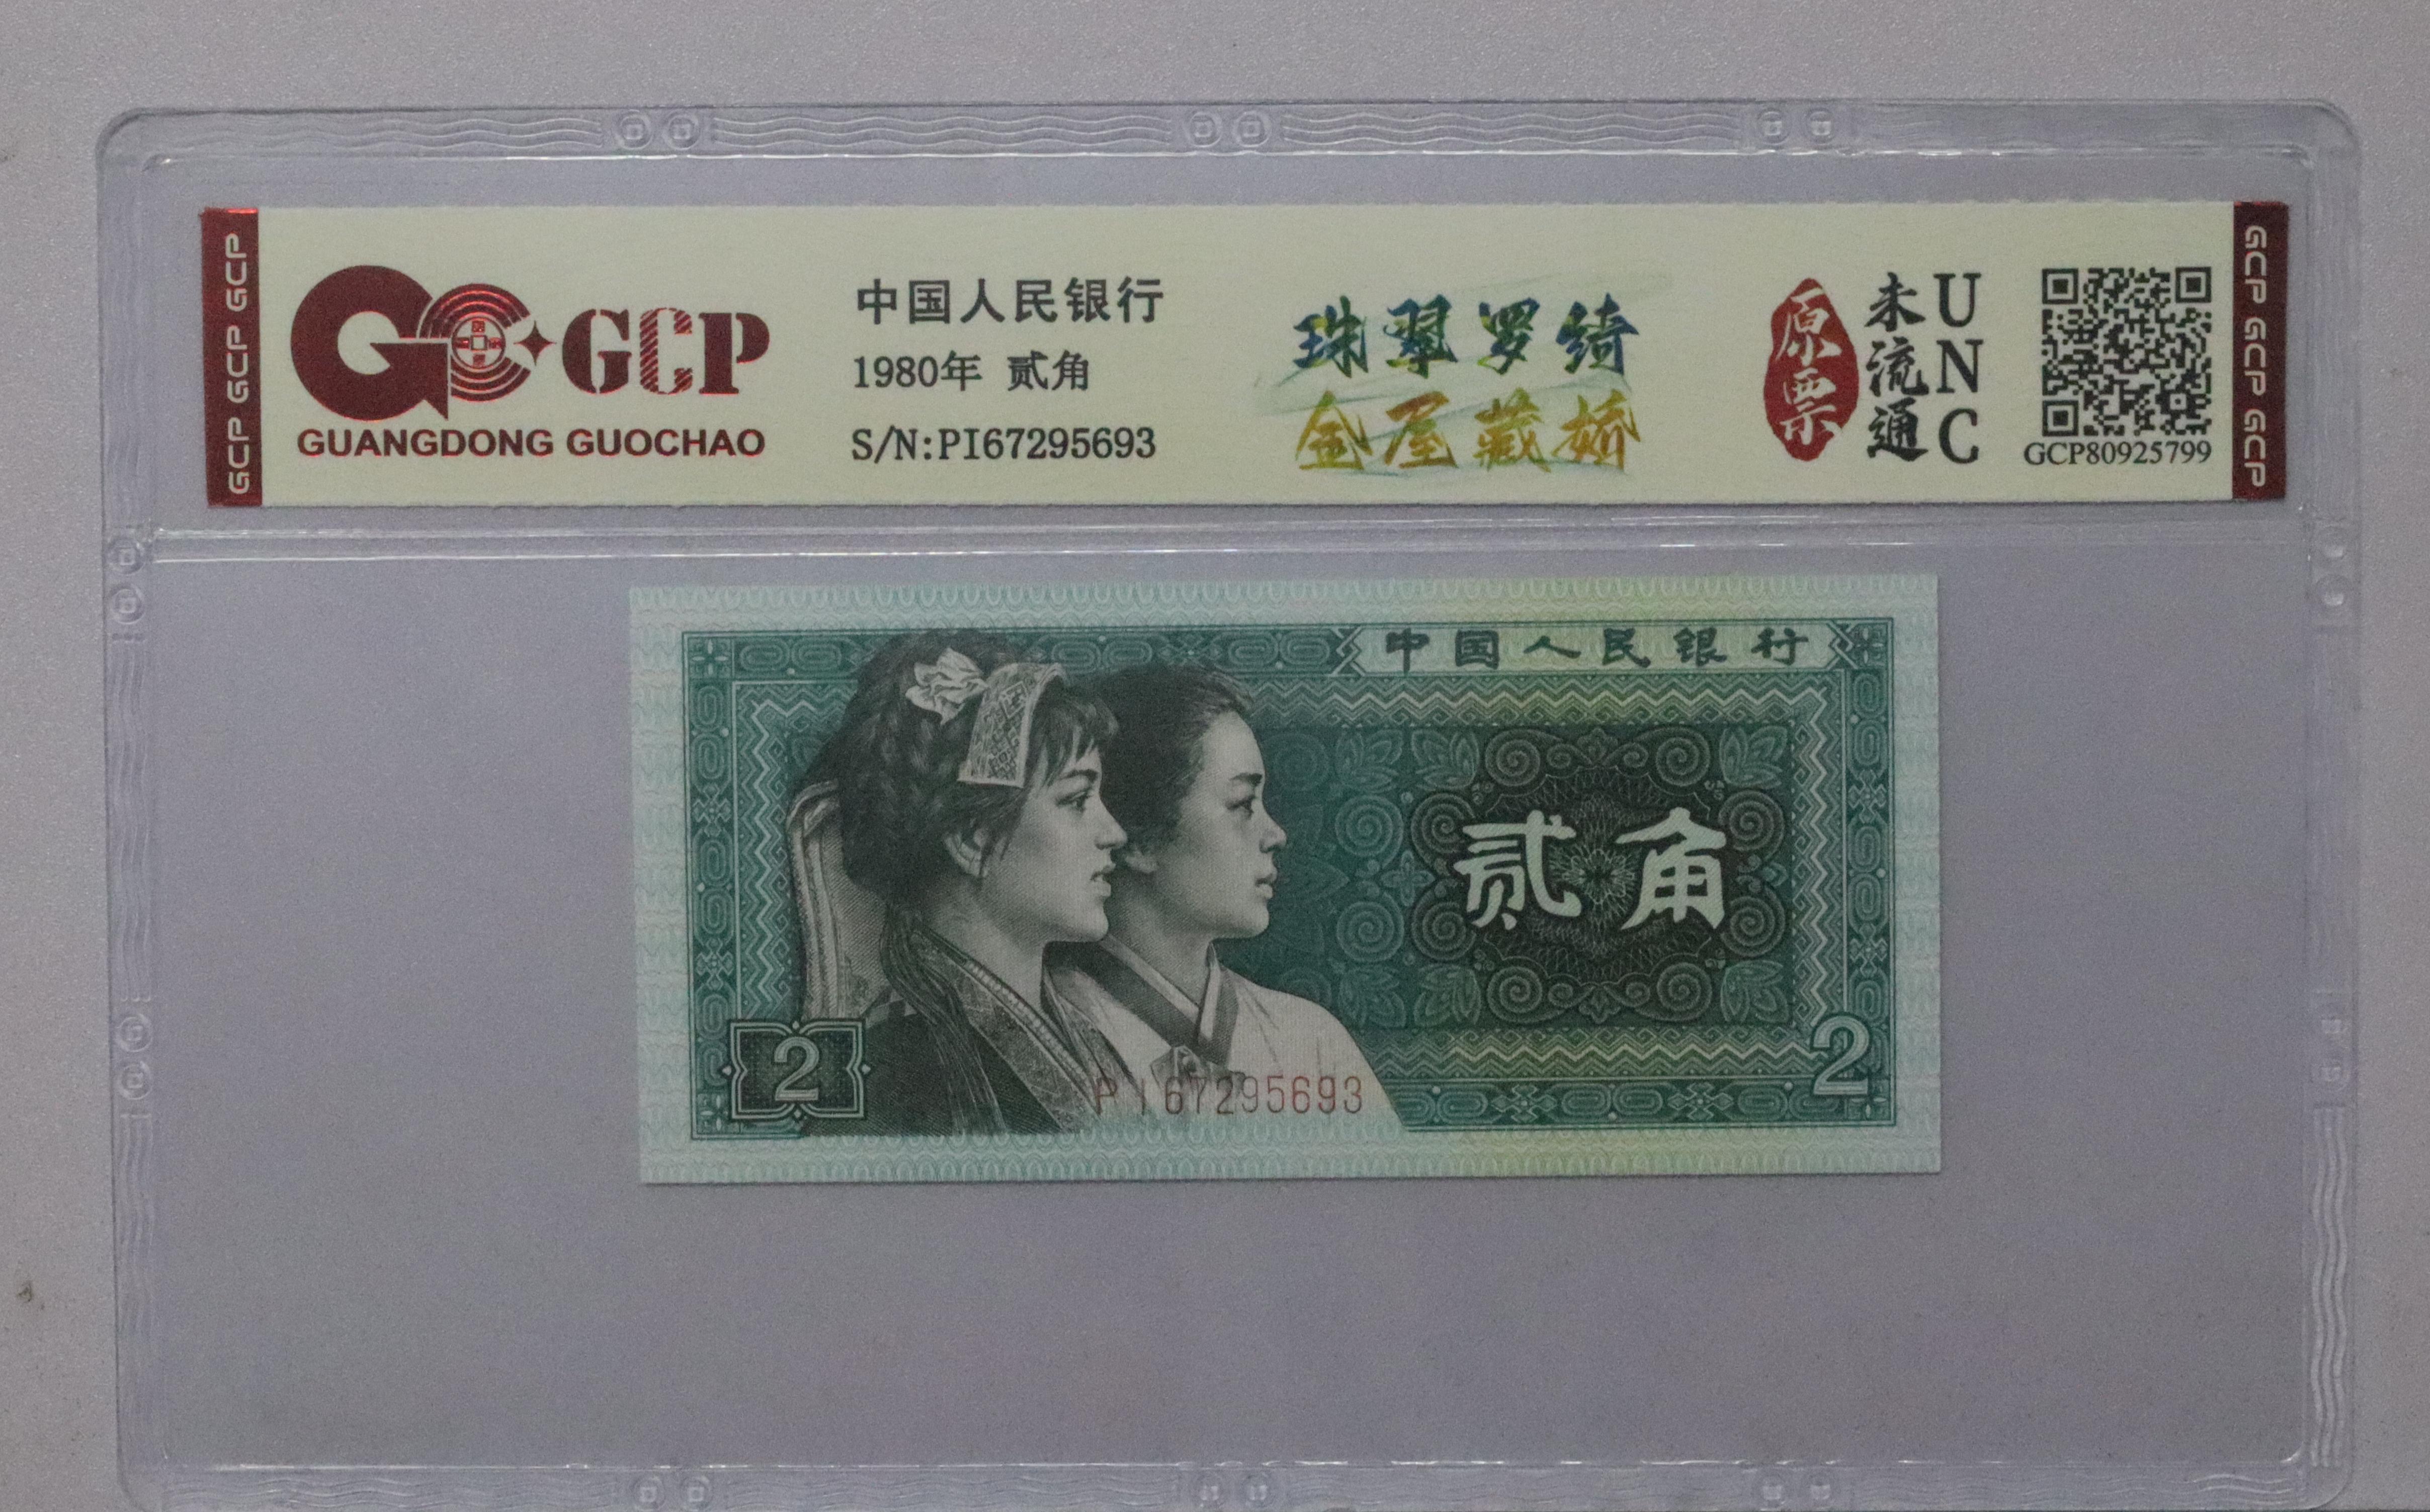 GCP GCP GCP
GCP
GUANGDONG GUOCHAO
中国人民银行
1980年 贰角
S/N:PI67295693
珠翠罗绮
金屋藏娇
原票
未流通
UNC
GCP80925799
GCP GCP GCP
中国人民银行
贰角
2
2
PI67295693